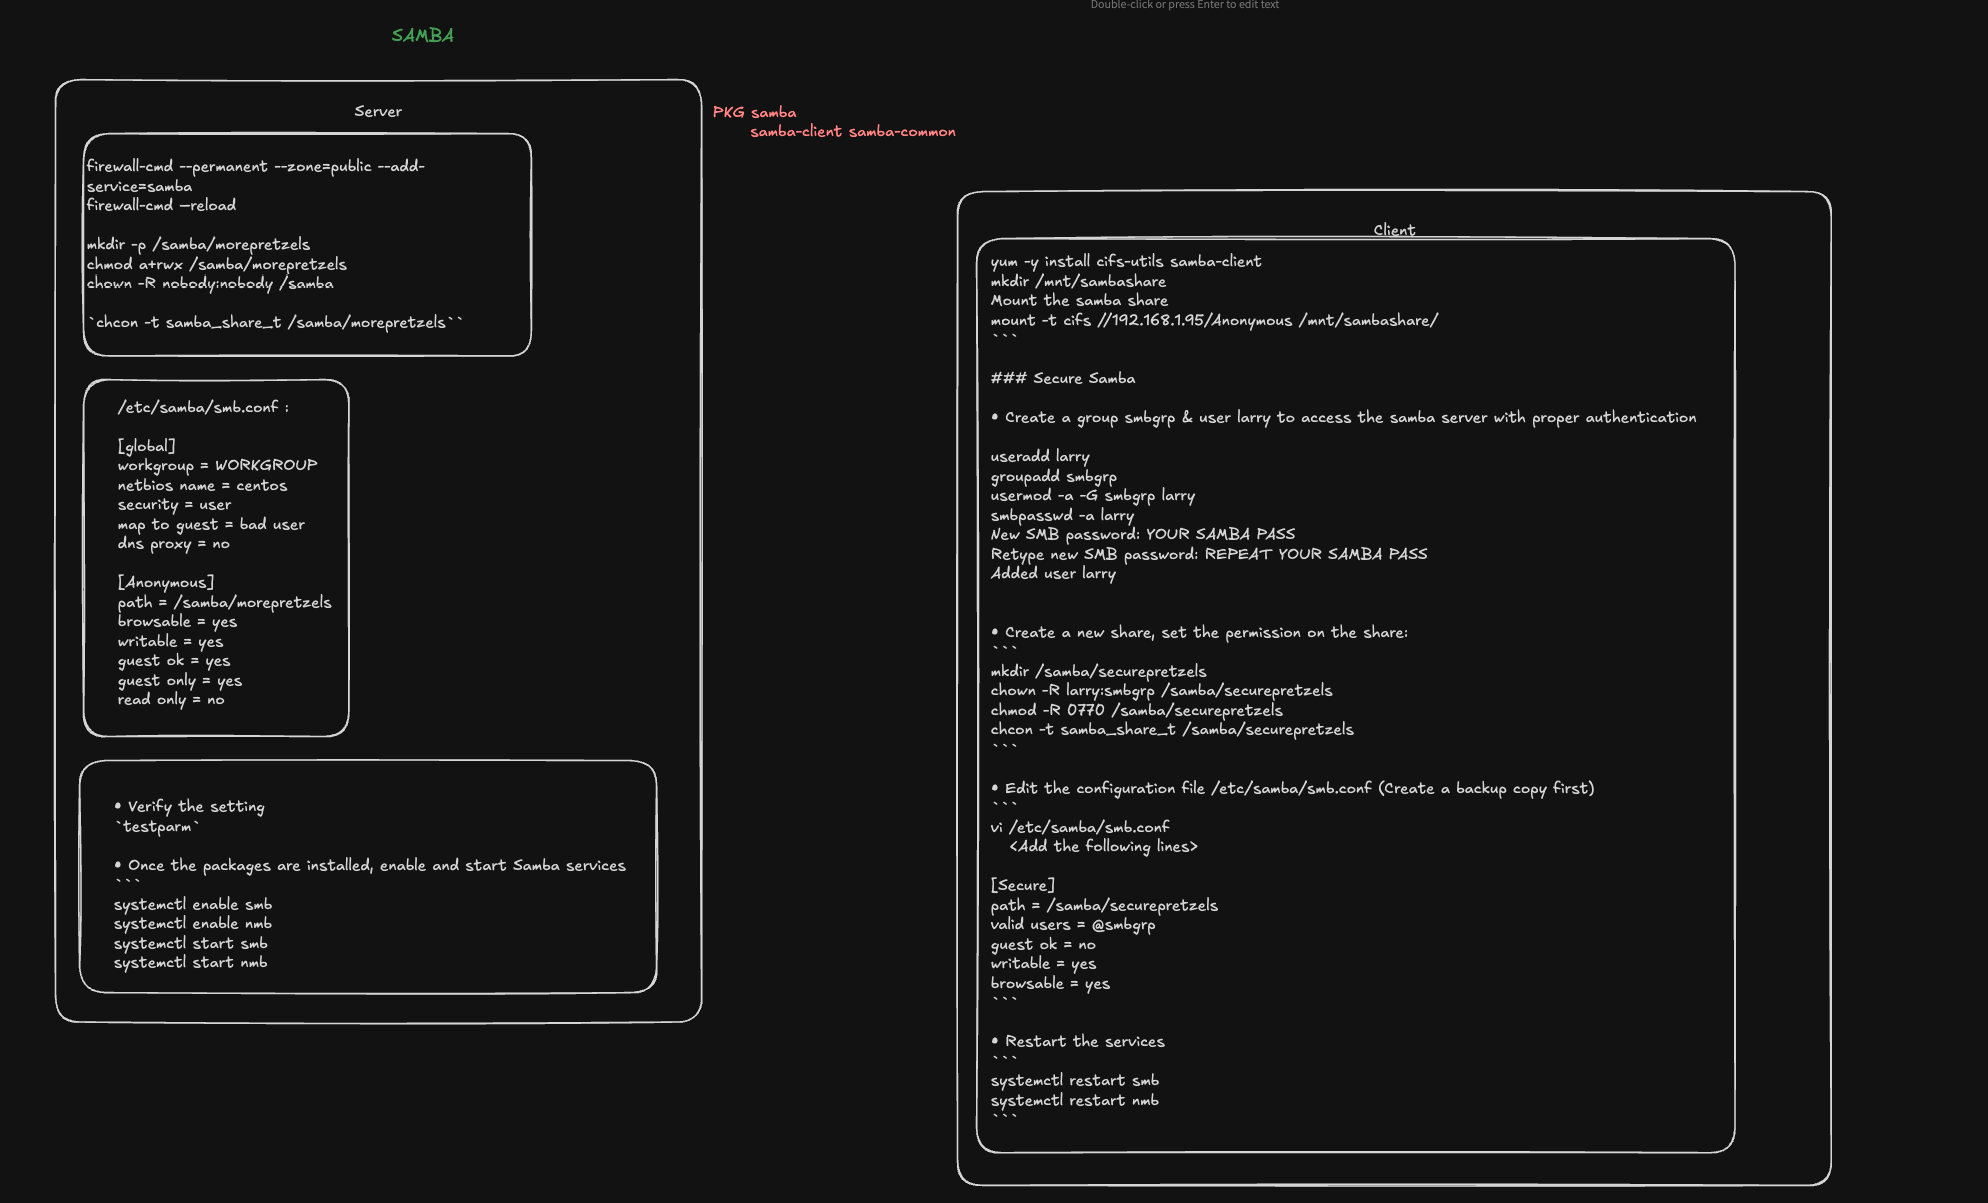 Double-click or press Enter to edit text
SAMBA
Server
PKG samba
samba-client samba-common
firewall-cmd --permanent --zone=public --add-
service=samba
firewall-cmd —reload
mkdir -p /samba/morepretzels
chmod a+rwx /samba/morepretzels
chown -R nobody:nobody /samba
`chcon -t samba_share_t /samba/morepretzels``
/etc/samba/smb.conf :
[global]
workgroup = WORKGROUP
netbios name = centos
security = user
map to guest = bad user
dns proxy = no
[Anonymous]
path = /samba/morepretzels
browsable = yes
writable = yes
guest ok = yes
guest only = yes
read only = no
• Verify the setting
`testparm`
• Once the packages are installed, enable and start Samba services
```
systemctl enable smb
systemctl enable nmb
systemctl start smb
systemctl start nmb
Client
yum -y install cifs-utils samba-client
mkdir /mnt/sambashare
Mount the samba share
mount -t cifs //192.168.1.95/Anonymous /mnt/sambashare/
```
### Secure Samba
• Create a group smbgrp & user larry to access the samba server with proper authentication
useradd larry
groupadd smbgrp
usermod -a -G smbgrp larry
smbpasswd -a larry
New SMB password: YOUR SAMBA PASS
Retype new SMB password: REPEAT YOUR SAMBA PASS
Added user larry
• Create a new share, set the permission on the share:
```
mkdir /samba/securepretzels
chown -R larry:smbgrp /samba/securepretzels
chmod -R 0770 /samba/securepretzels
chcon -t samba_share_t /samba/securepretzels
```
• Edit the configuration file /etc/samba/smb.conf (Create a backup copy first)
```
vi /etc/samba/smb.conf
<Add the following lines>
[Secure]
path = /samba/securepretzels
valid users = @smbgrp
guest ok = no
writable = yes
browsable = yes
```
• Restart the services
```
systemctl restart smb
systemctl restart nmb
```